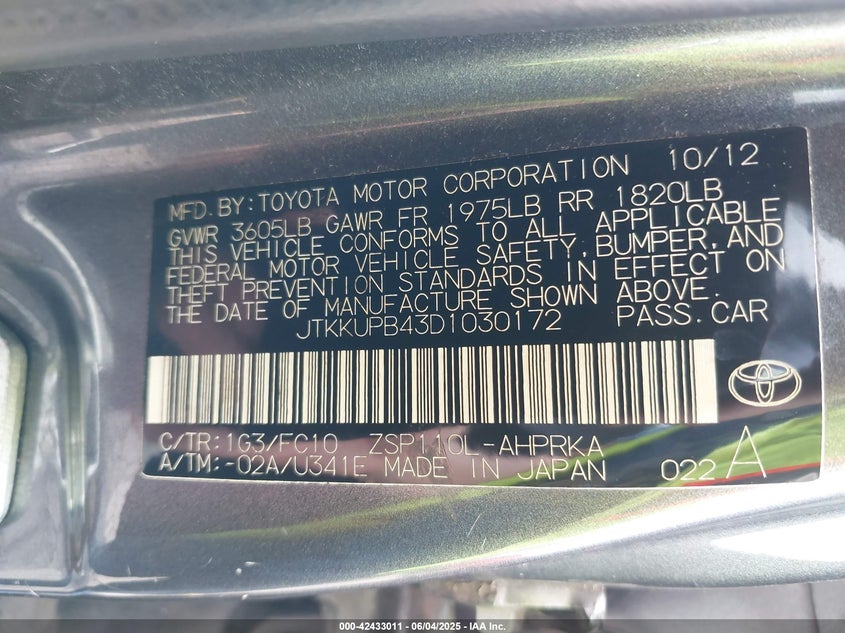 MFD. BY: TOYOTA MOTOR CORPORATION 10/12
GVWR 3605LB GAWR FR 1975LB RR 1820LB
THIS VEHICLE CONFORMS TO ALL APPLICABLE
FEDERAL MOTOR VEHICLE SAFETY, BUMPER, AND
THEFT PREVENTION STANDARDS IN EFFECT ON
THE DATE OF MANUFACTURE SHOWN ABOVE.
JTKKUPB43D1030172 PASS. CAR
C/TR: 1G3/FC10 ZSP110L-AHPRKA
A/TM: -02A/U341E MADE IN JAPAN 022 A
000-42433011 - 06/04/2025 - IAA Inc.